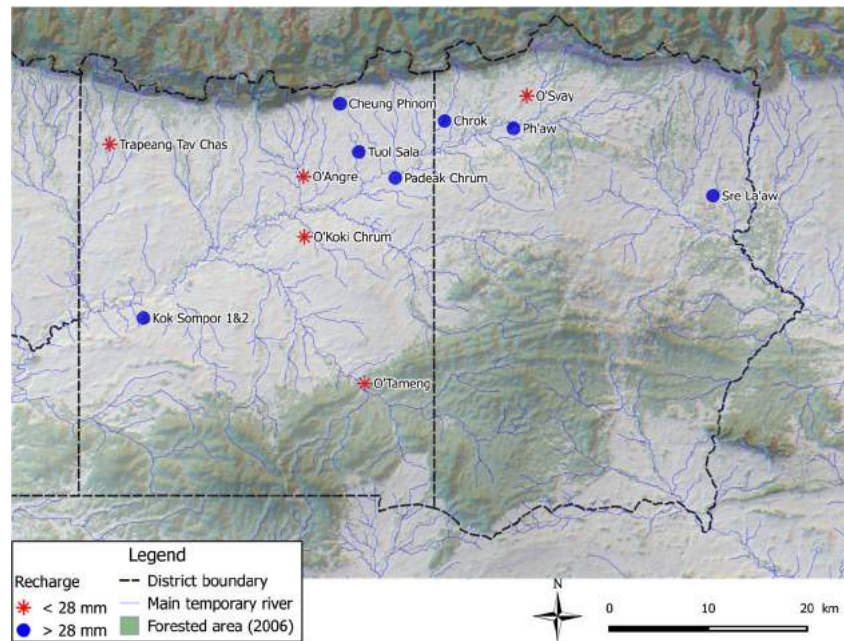 O'Svay
Cheung Phnom
Chrok
Ph'aw
Trapeang Tav Chas
Tuol Sala
O'Angre
Padeak Chrum
Sre La'aw
O'Koki Chrum
Kok Sompor 1&2
O'Tameng
Legend
Recharge
< 28 mm
> 28 mm
District boundary
Main temporary river
Forested area (2006)
N
0 10 20 km